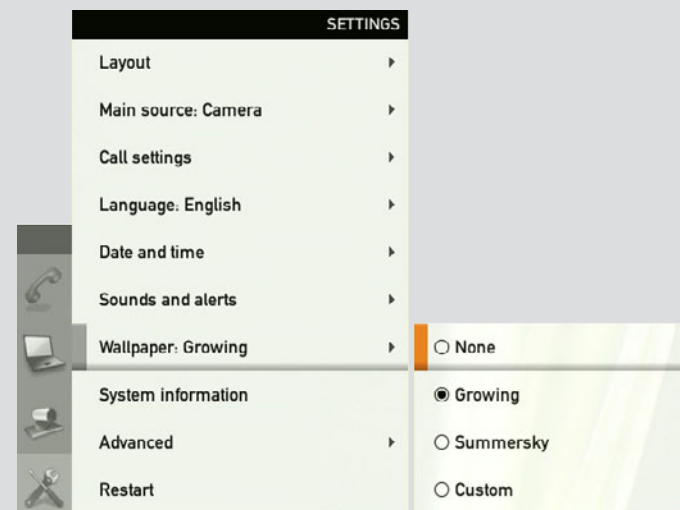 SETTINGS
Layout
Main source: Camera
Call settings
Language: English
Date and time
Sounds and alerts
Wallpaper: Growing
System information
Advanced
Restart
None
Growing
Summersky
Custom